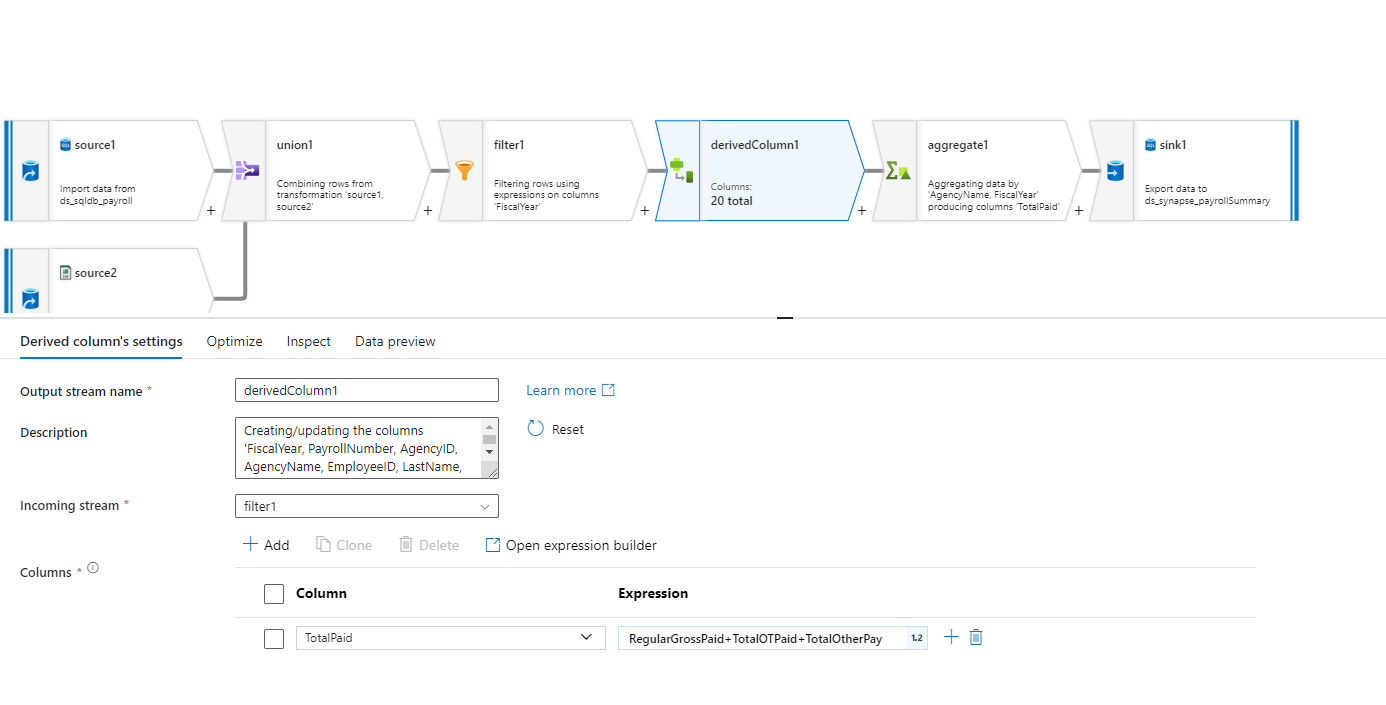 source1
Import data from
ds_sqldb_payroll
+
union1
Combining rows from
transformation 'source1,
source2'
+
filter1
Filtering rows using
expressions on columns
'FiscalYear'
+
derivedColumn1
Columns:
20 total
+
aggregate1
Aggregating data by
'AgencyName, FiscalYear'
producing columns 'TotalPaid'
+
sink1
Export data to
ds_synapse_payrollSummary
source2
Derived column's settings Optimize Inspect Data preview
Output stream name * derivedColumn1 Learn more
Description Creating/updating the columns Reset
'FiscalYear, PayrollNumber, AgencyID,
AgencyName, EmployeeID, LastName,
Incoming stream * filter1
+ Add Clone Delete Open expression builder
Columns *
Column Expression
TotalPaid RegularGrossPaid+TotalOTPaid+TotalOtherPay 1.2 +